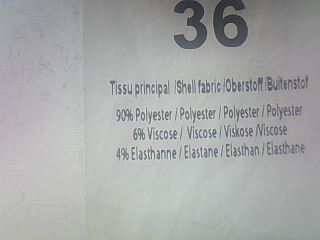 36
Tissu principal /Shell fabric /Oberstoff /Buitenstof
90% Polyester / Polyester / Polyester / Polyester
6% Viscose / Viscose / Viskose /Viscose
4% Elasthanne / Elastane / Elasthan / Elasthane